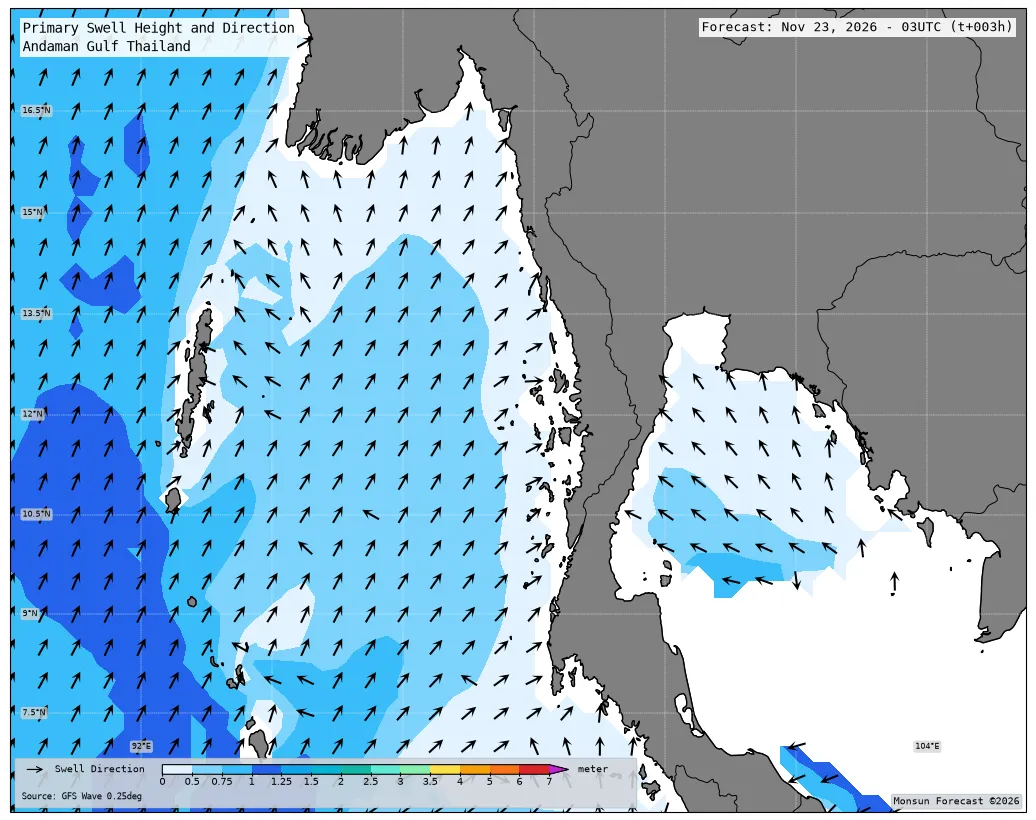 Primary Swell Height and Direction
Andaman Gulf Thailand
Forecast: Nov 23, 2026 - 03UTC (t+003h)
16.5°N
15°N
13.5°N
12°N
10.5°N
9°N
7.5°N
92°E
104°E
Swell Direction
0 0.5 0.75 1 1.25 1.5 2 2.5 3 3.5 4 5 6 7
meter
Source: GFS Wave 0.25deg
Monsun Forecast ©2026